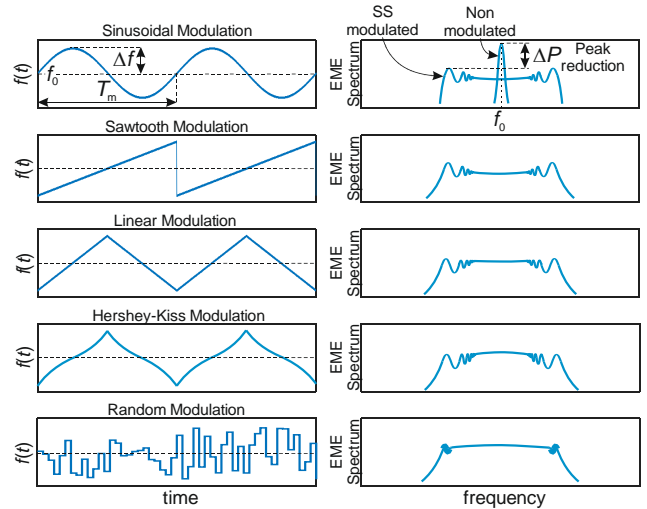 Sinusoidal Modulation
f(t)
f0
Δf
Tm
SS
modulated
Non
modulated
ΔP
Peak
reduction
EME
Spectrum
f0
Sawtooth Modulation
f(t)
EME
Spectrum
Linear Modulation
f(t)
EME
Spectrum
Hershey-Kiss Modulation
f(t)
EME
Spectrum
Random Modulation
f(t)
EME
Spectrum
time
frequency